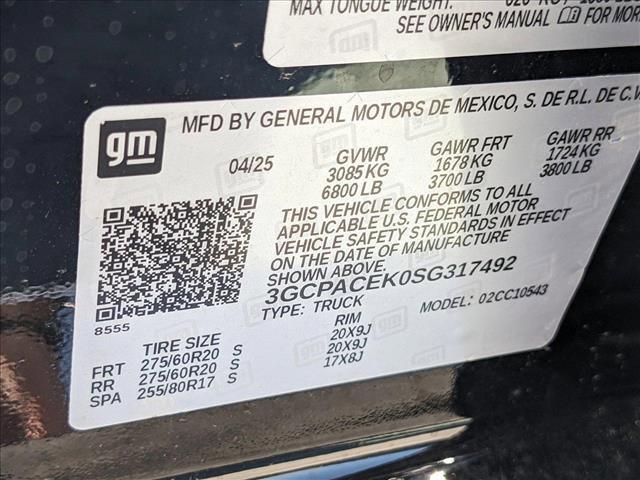 MAX TONGUE WEIGHT:
SEE OWNER'S MANUAL FOR MORE
gm
MFD BY GENERAL MOTORS DE MEXICO, S. DE R.L. DE C.V.
04/25 GVWR GAWR FRT GAWR RR
3085 KG 1678 KG 1724 KG
6800 LB 3700 LB 3800 LB
THIS VEHICLE CONFORMS TO ALL
APPLICABLE U.S. FEDERAL MOTOR
VEHICLE SAFETY STANDARDS IN EFFECT
ON THE DATE OF MANUFACTURE
SHOWN ABOVE.
3GCPACEK0SG317492
TYPE: TRUCK MODEL: 02CC10543
8555
TIRE SIZE RIM
FRT 275/60R20 S 20X9J
RR 275/60R20 S 20X9J
SPA 255/80R17 S 17X8J